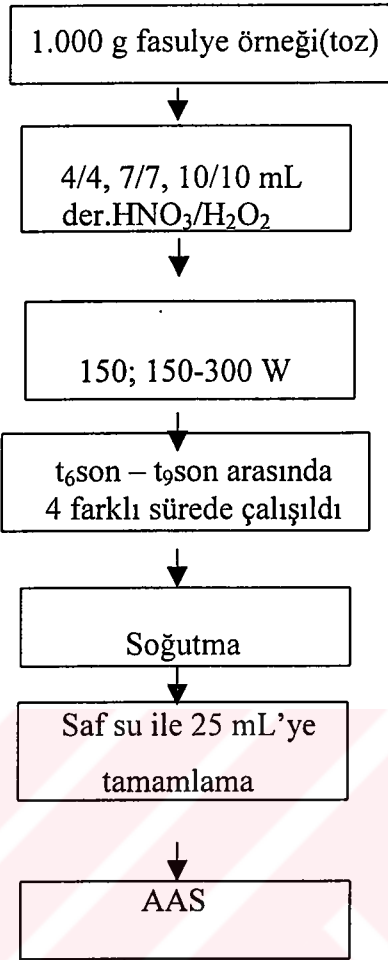 1.000 g fasulye örneği(toz)
4/4, 7/7, 10/10 mL
der.HNO₃/H₂O₂
150; 150-300 W
t₆son – t₉son arasında
4 farklı sürede çalışıldı
Soğutma
Saf su ile 25 mL’ye
tamamlama
AAS